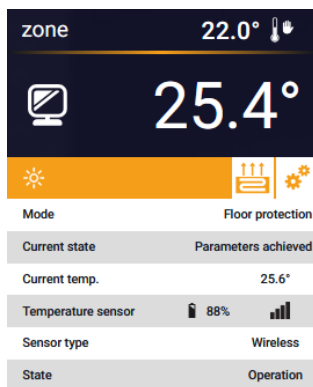 zone 22.0°
25.4°
Mode Floor protection
Current state Parameters achieved
Current temp. 25.6°
Temperature sensor 88%
Sensor type Wireless
State Operation